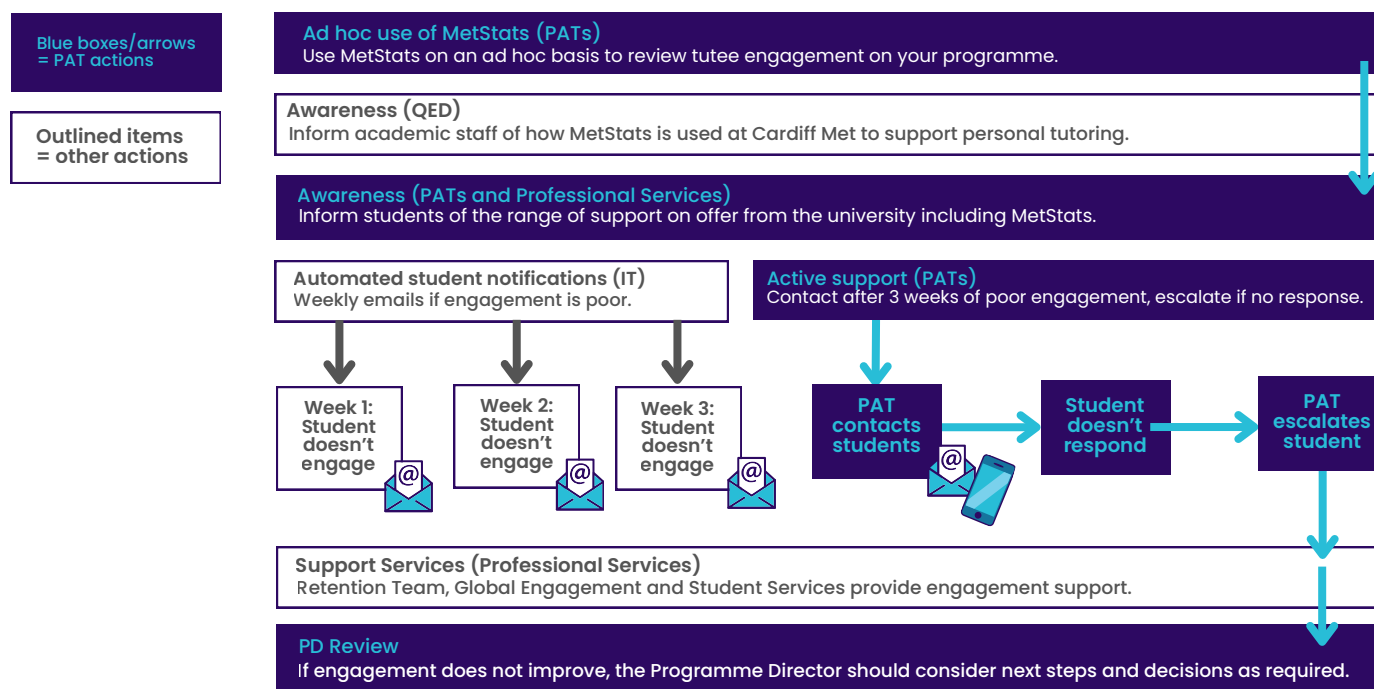 Blue boxes/arrows
= PAT actions
Outlined items
= other actions
Ad hoc use of MetStats (PATs)
Use MetStats on an ad hoc basis to review tutee engagement on your programme.
Awareness (QED)
Inform academic staff of how MetStats is used at Cardiff Met to support personal tutoring.
Awareness (PATs and Professional Services)
Inform students of the range of support on offer from the university including MetStats.
Automated student notifications (IT)
Weekly emails if engagement is poor.
Active support (PATs)
Contact after 3 weeks of poor engagement, escalate if no response.
Week 1:
Student
doesn't
engage
@
Week 2:
Student
doesn't
engage
@
Week 3:
Student
doesn't
engage
@
PAT
contacts
students
@
Student
doesn't
respond
PAT
escalates
student
Support Services (Professional Services)
Retention Team, Global Engagement and Student Services provide engagement support.
PD Review
If engagement does not improve, the Programme Director should consider next steps and decisions as required.